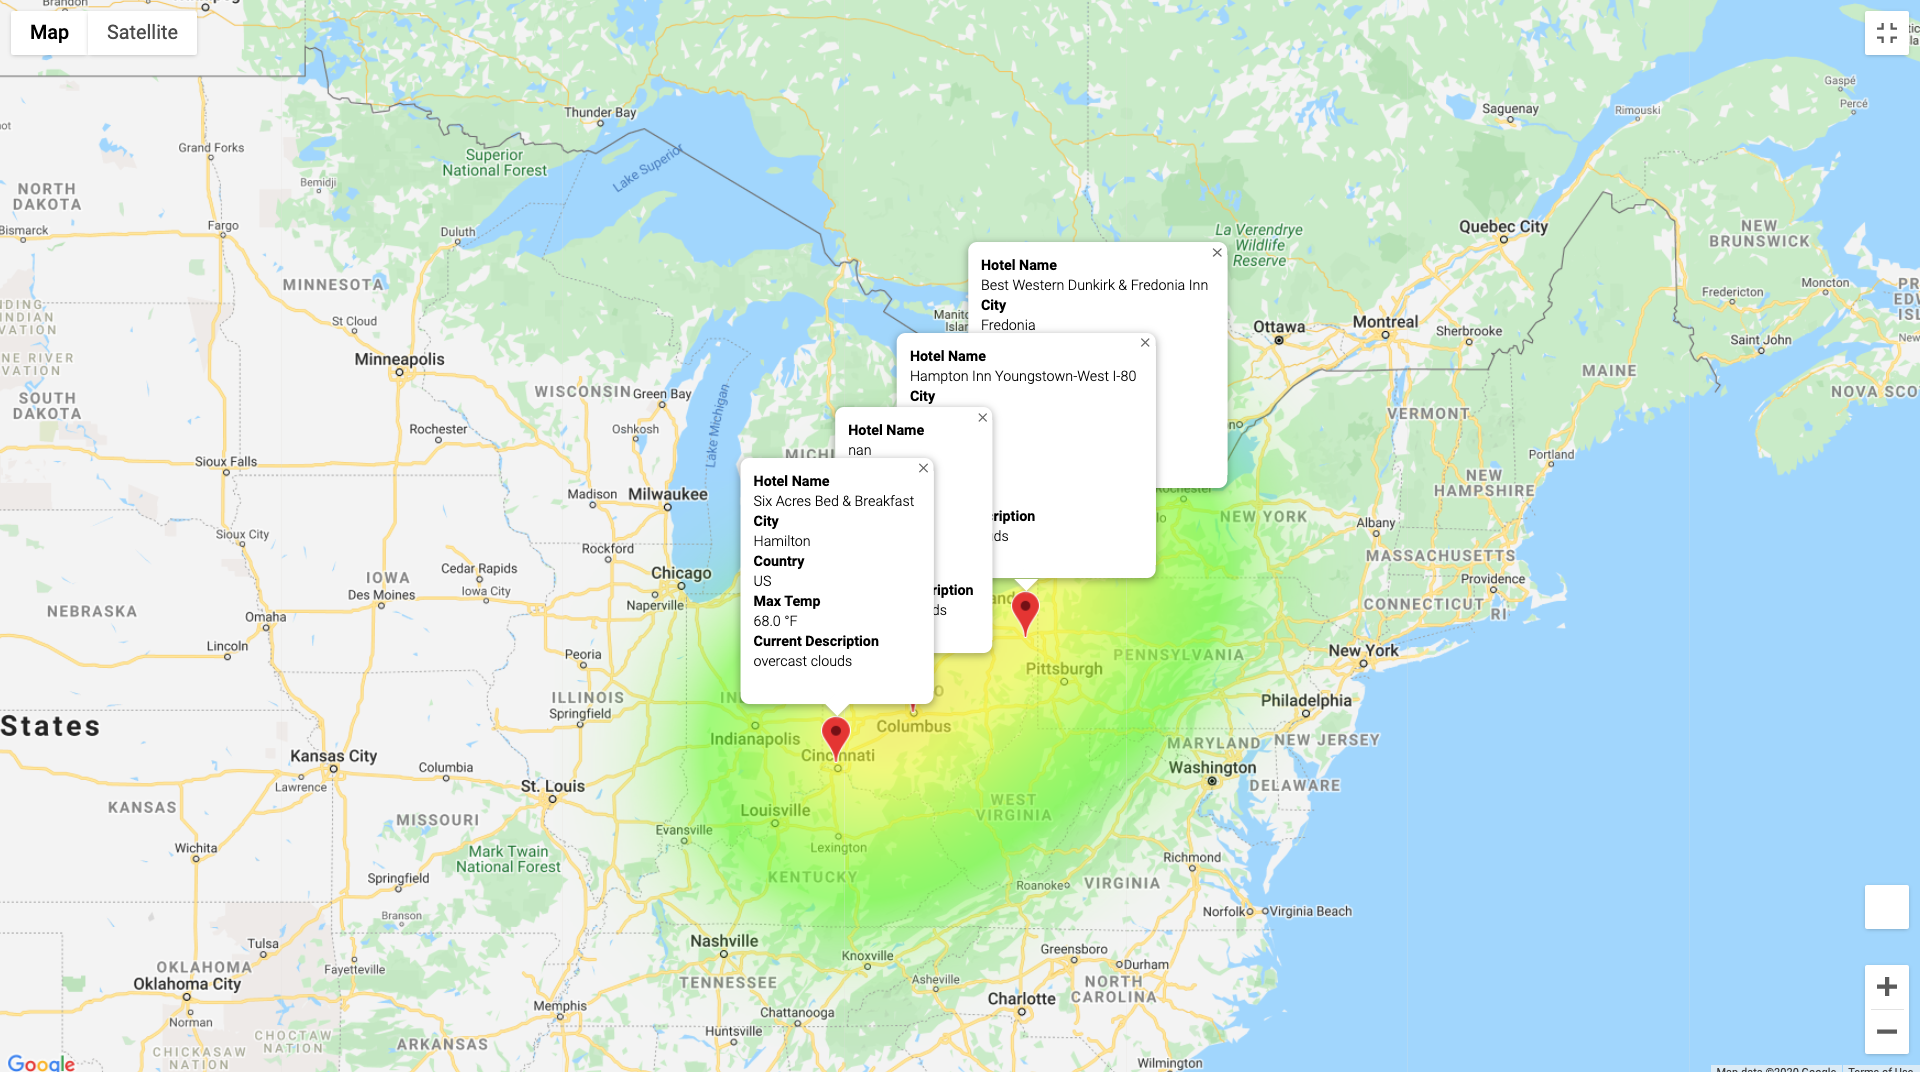 Brandon
Map
Satellite
Thunder Bay
Saguenay
Rimouski
Gaspé
Percé
Grand Forks
Superior
National Forest
Lake Superior
Bemidji
NORTH
DAKOTA
Bismarck
Fargo
Duluth
La Verendrye
Wildlife
Reserve
Quebec City
NEW
BRUNSWICK
MINNESOTA
St Cloud
Fredericton
Moncton
Minneapolis
WISCONSIN
Green Bay
Oshkosh
Lake Michigan
SOUTH
DAKOTA
Rochester
Sioux Falls
Ottawa
Montreal
Sherbrooke
Saint John
MAINE
NOVA SCO
VERMONT
Portland
NEW
HAMPSHIRE
Hotel Name
Best Western Dunkirk & Fredonia Inn
City
Fredonia
Hotel Name
Hampton Inn Youngstown-West I-80
City
ription
ds
Hotel Name
nan
ription
ds
Hotel Name
Six Acres Bed & Breakfast
City
Hamilton
Country
US
Max Temp
68.0 °F
Current Description
overcast clouds
MICHI
Madison
Milwaukee
Sioux City
Rockford
Cedar Rapids
IOWA
Des Moines
Iowa City
Chicago
Naperville
NEBRASKA
Omaha
Lincoln
Peoria
ILLINOIS
Springfield
NEW YORK
Albany
MASSACHUSETTS
Providence
CONNECTICUT
RI
New York
PENNSYLVANIA
Pittsburgh
Philadelphia
NEW JERSEY
MARYLAND
Washington
DELAWARE
States
Kansas City
Lawrence
Columbia
St. Louis
KANSAS
MISSOURI
Indianapolis
Columbus
Cincinnati
Louisville
Evansville
Lexington
KENTUCKY
WEST
VIRGINIA
Richmond
Roanoke
VIRGINIA
Norfolk
Virginia Beach
Wichita
Mark Twain
National Forest
Springfield
Branson
Tulsa
OKLAHOMA
Oklahoma City
Norman
Fayetteville
Nashville
TENNESSEE
Knoxville
Asheville
Greensboro
Durham
NORTH
CAROLINA
Charlotte
Memphis
Chattanooga
Huntsville
ARKANSAS
CHOCTAW
NATION
CHICKASAW
NATION
Wilmington
Google
Map data ©2020 Google
Terms of Use